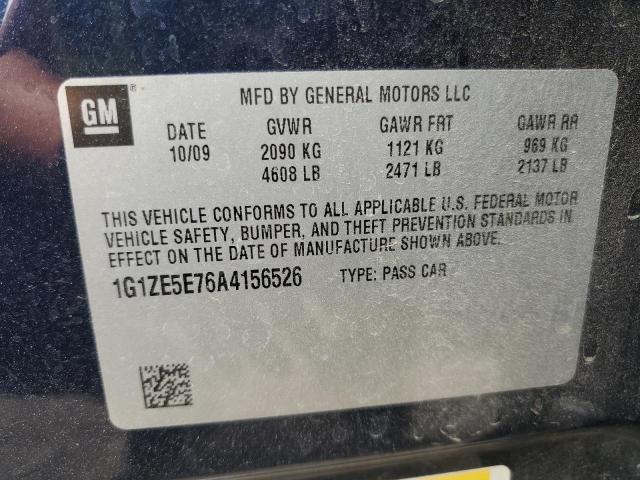 GM
MFD BY GENERAL MOTORS LLC
DATE GVWR GAWR FRT GAWR RR
10/09 2090 KG 1121 KG 969 KG
4608 LB 2471 LB 2137 LB
THIS VEHICLE CONFORMS TO ALL APPLICABLE U.S. FEDERAL MOTOR
VEHICLE SAFETY, BUMPER, AND THEFT PREVENTION STANDARDS IN
EFFECT ON THE DATE OF MANUFACTURE SHOWN ABOVE.
1G1ZE5E76A4156526 TYPE: PASS CAR